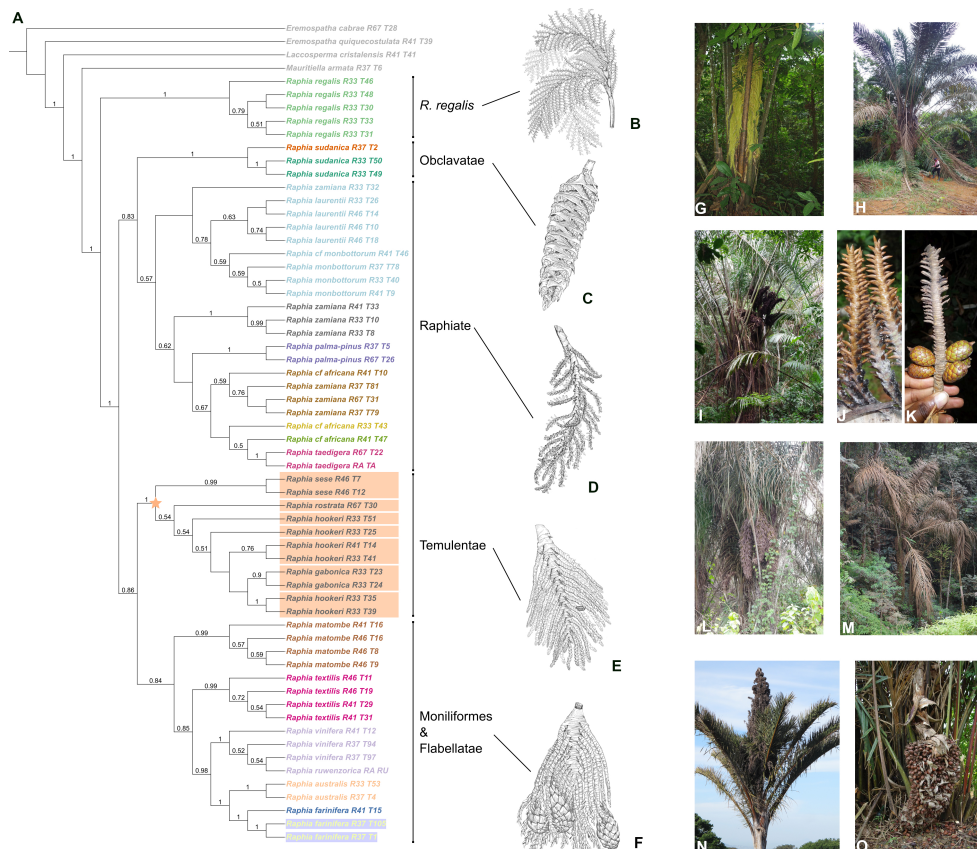 A
Eremospatha cabrae R67 T28
Eremospatha quiquecostulata R41 T39
Laccosperma cristalensis R41 T41
Mauritiella armata R37 T6
Raphia regalis R33 T46
1
1
Raphia regalis R33 T48
Raphia regalis R33 T30
0.79
Raphia regalis R33 T33
0.51
Raphia regalis R33 T31
R. regalis
B
Raphia sudanica R37 T2
1
Raphia sudanica R33 T50
1
Raphia sudanica R33 T49
Obclavatae
C
1
0.83
Raphia zamiana R33 T32
Raphia laurentii R33 T26
Raphia laurentii R46 T14
0.63
Raphia laurentii R46 T10
0.74
Raphia laurentii R46 T18
0.78
Raphia cf monbottorum R41 T46
0.59
Raphia monbottorum R37 T78
0.59
Raphia monbottorum R33 T40
0.5
Raphia monbottorum R41 T9
0.57
Raphia zamiana R41 T33
1
Raphia zamiana R33 T10
0.99
Raphia zamiana R33 T8
Raphiate
0.62
Raphia palma-pinus R37 T5
1
Raphia palma-pinus R67 T26
Raphia cf africana R41 T10
0.59
Raphia zamiana R37 T81
0.76
Raphia zamiana R67 T31
Raphia zamiana R37 T79
0.67
Raphia cf africana R33 T43
Raphia cf africana R41 T47
0.5
Raphia taedigera R67 T22
1
Raphia taedigera RA TA
D
Raphia sese R46 T7
0.99
Raphia sese R46 T12
1
Raphia rostrata R67 T30
0.54
Raphia hookeri R33 T51
0.54
Raphia hookeri R33 T25
Raphia hookeri R41 T14
0.76
0.51
Raphia hookeri R33 T41
Raphia gabonica R33 T23
0.9
Raphia gabonica R33 T24
Raphia hookeri R33 T35
1
Raphia hookeri R33 T39
Temulentae
E
0.86
Raphia matombe R41 T16
0.99
Raphia matombe R46 T16
0.57
Raphia matombe R46 T8
0.59
Raphia matombe R46 T9
0.84
Raphia textilis R46 T11
0.99
Raphia textilis R46 T19
0.72
Raphia textilis R41 T29
0.54
Raphia textilis R41 T31
0.85
Raphia vinifera R41 T12
Raphia vinifera R37 T94
0.52
Raphia vinifera R37 T97
0.54
Raphia ruwenzorica RA RU
0.98
Raphia australis R33 T53
1
Raphia australis R37 T4
1
Raphia farinifera R41 T15
1
Raphia farinifera R37 T1
Moniliformes
&
Flabellatae
F
G
H
I
J
K
L
M
N
O